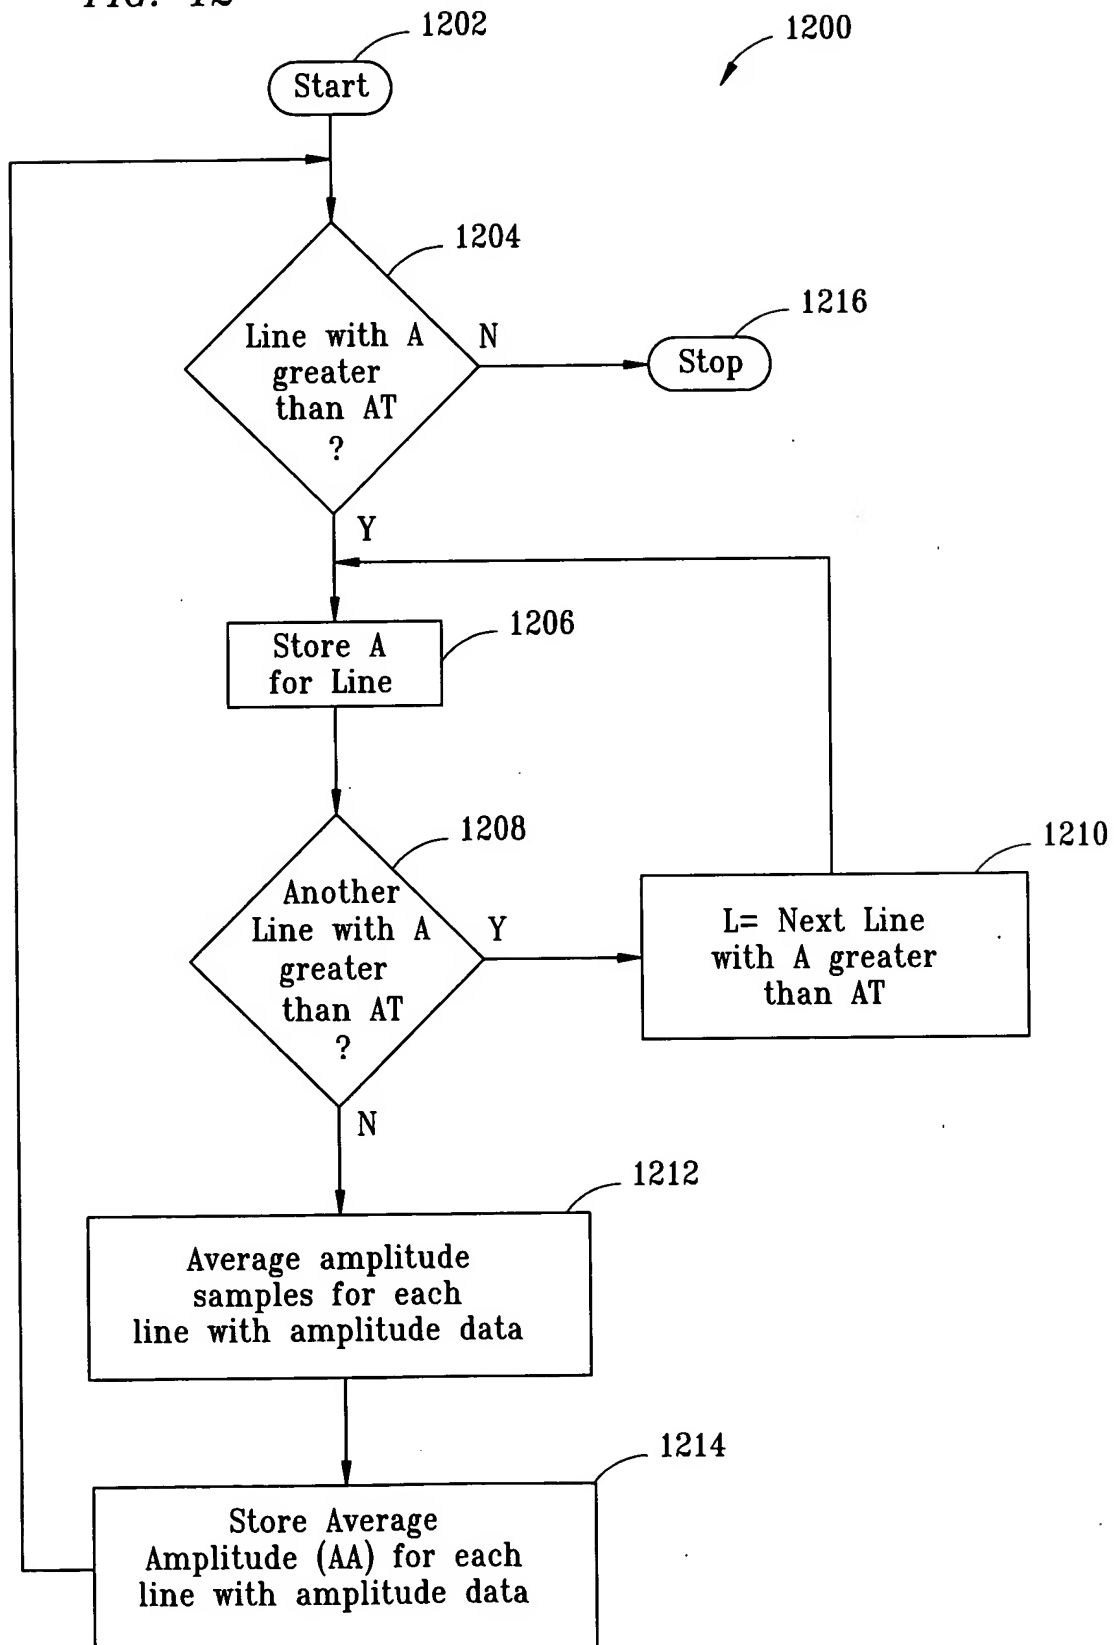 FIG. 12
1202
1200
Start
1204
1216
Line with A
greater
than AT
?
N
Stop
Y
1206
Store A
for Line
1208
1210
Another
Line with A
greater
than AT
?
Y
L= Next Line
with A greater
than AT
N
1212
Average amplitude
samples for each
line with amplitude data
1214
Store Average
Amplitude (AA) for each
line with amplitude data